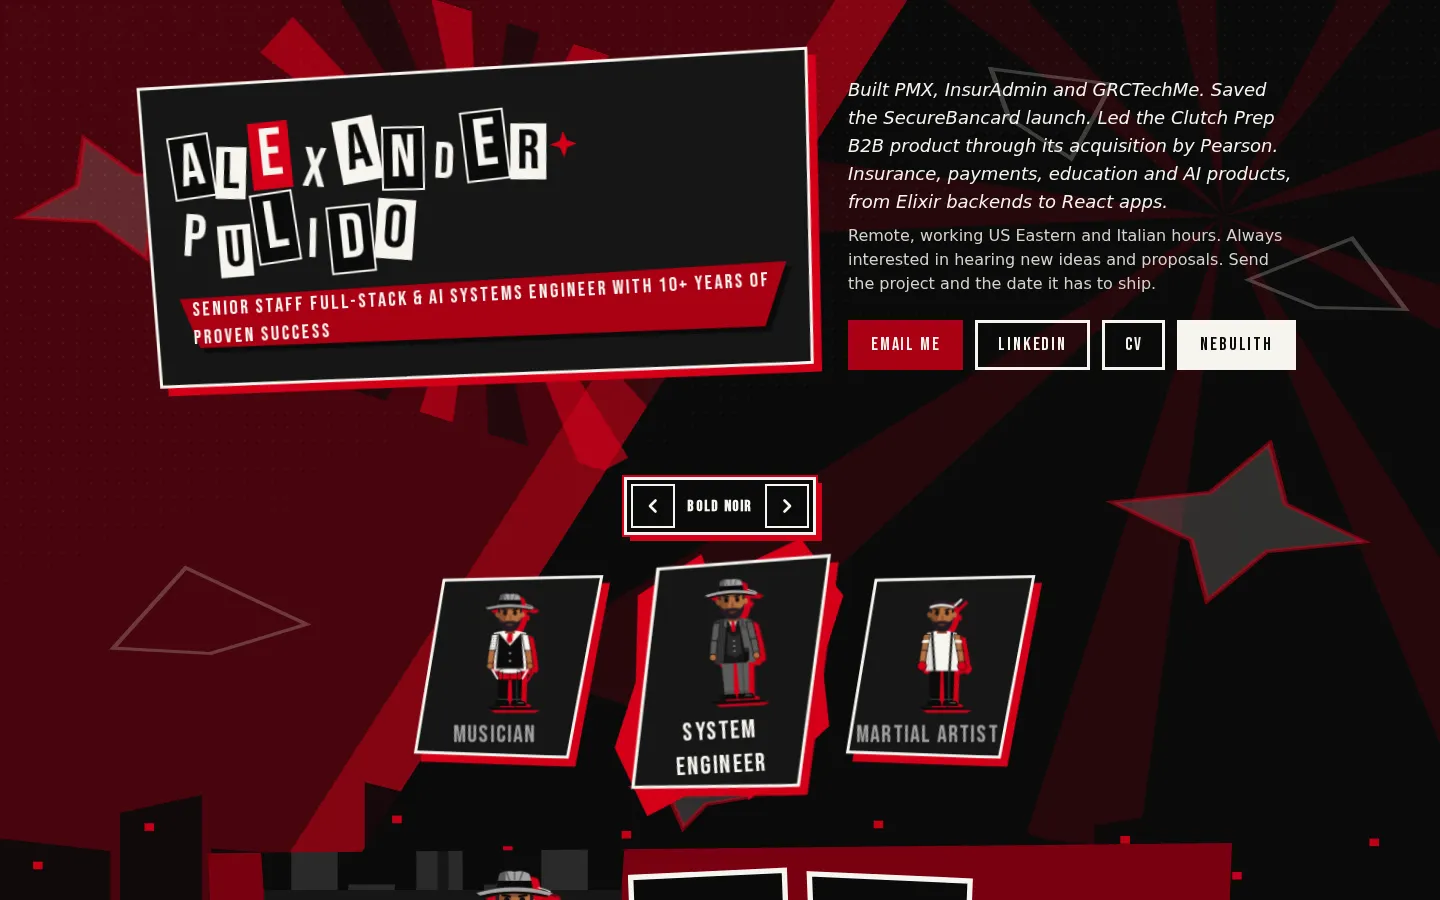 ALEXANDER
PULIDO
SENIOR STAFF FULL-STACK & AI SYSTEMS ENGINEER WITH 10+ YEARS OF
PROVEN SUCCESS
Built PMX, InsurAdmin and GRCTechMe. Saved
the SecureBancard launch. Led the Clutch Prep
B2B product through its acquisition by Pearson.
Insurance, payments, education and AI products,
from Elixir backends to React apps.
Remote, working US Eastern and Italian hours. Always
interested in hearing new ideas and proposals. Send
the project and the date it has to ship.
EMAIL ME
LINKEDIN
CV
NEBULITH
BOLD NOIR
MUSICIAN
SYSTEM
ENGINEER
MARTIAL ARTIST